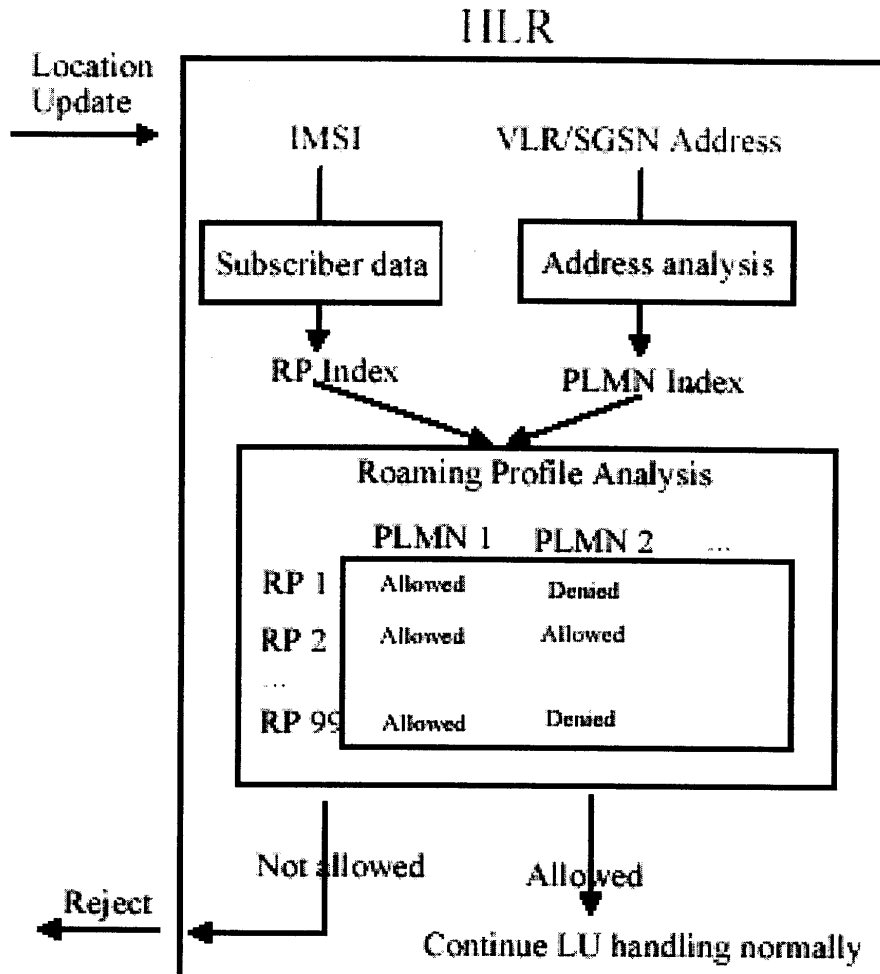 HLR
Location
Update
IMSI
VLR/SGSN Address
Subscriber data
Address analysis
RP Index
PLMN Index
Roaming Profile Analysis
PLMN 1 PLMN 2 ...
RP 1 Allowed Denied
RP 2 Allowed Allowed
...
RP 99 Allowed Denied
Not allowed
Allowed
Reject
Continue LU handling normally